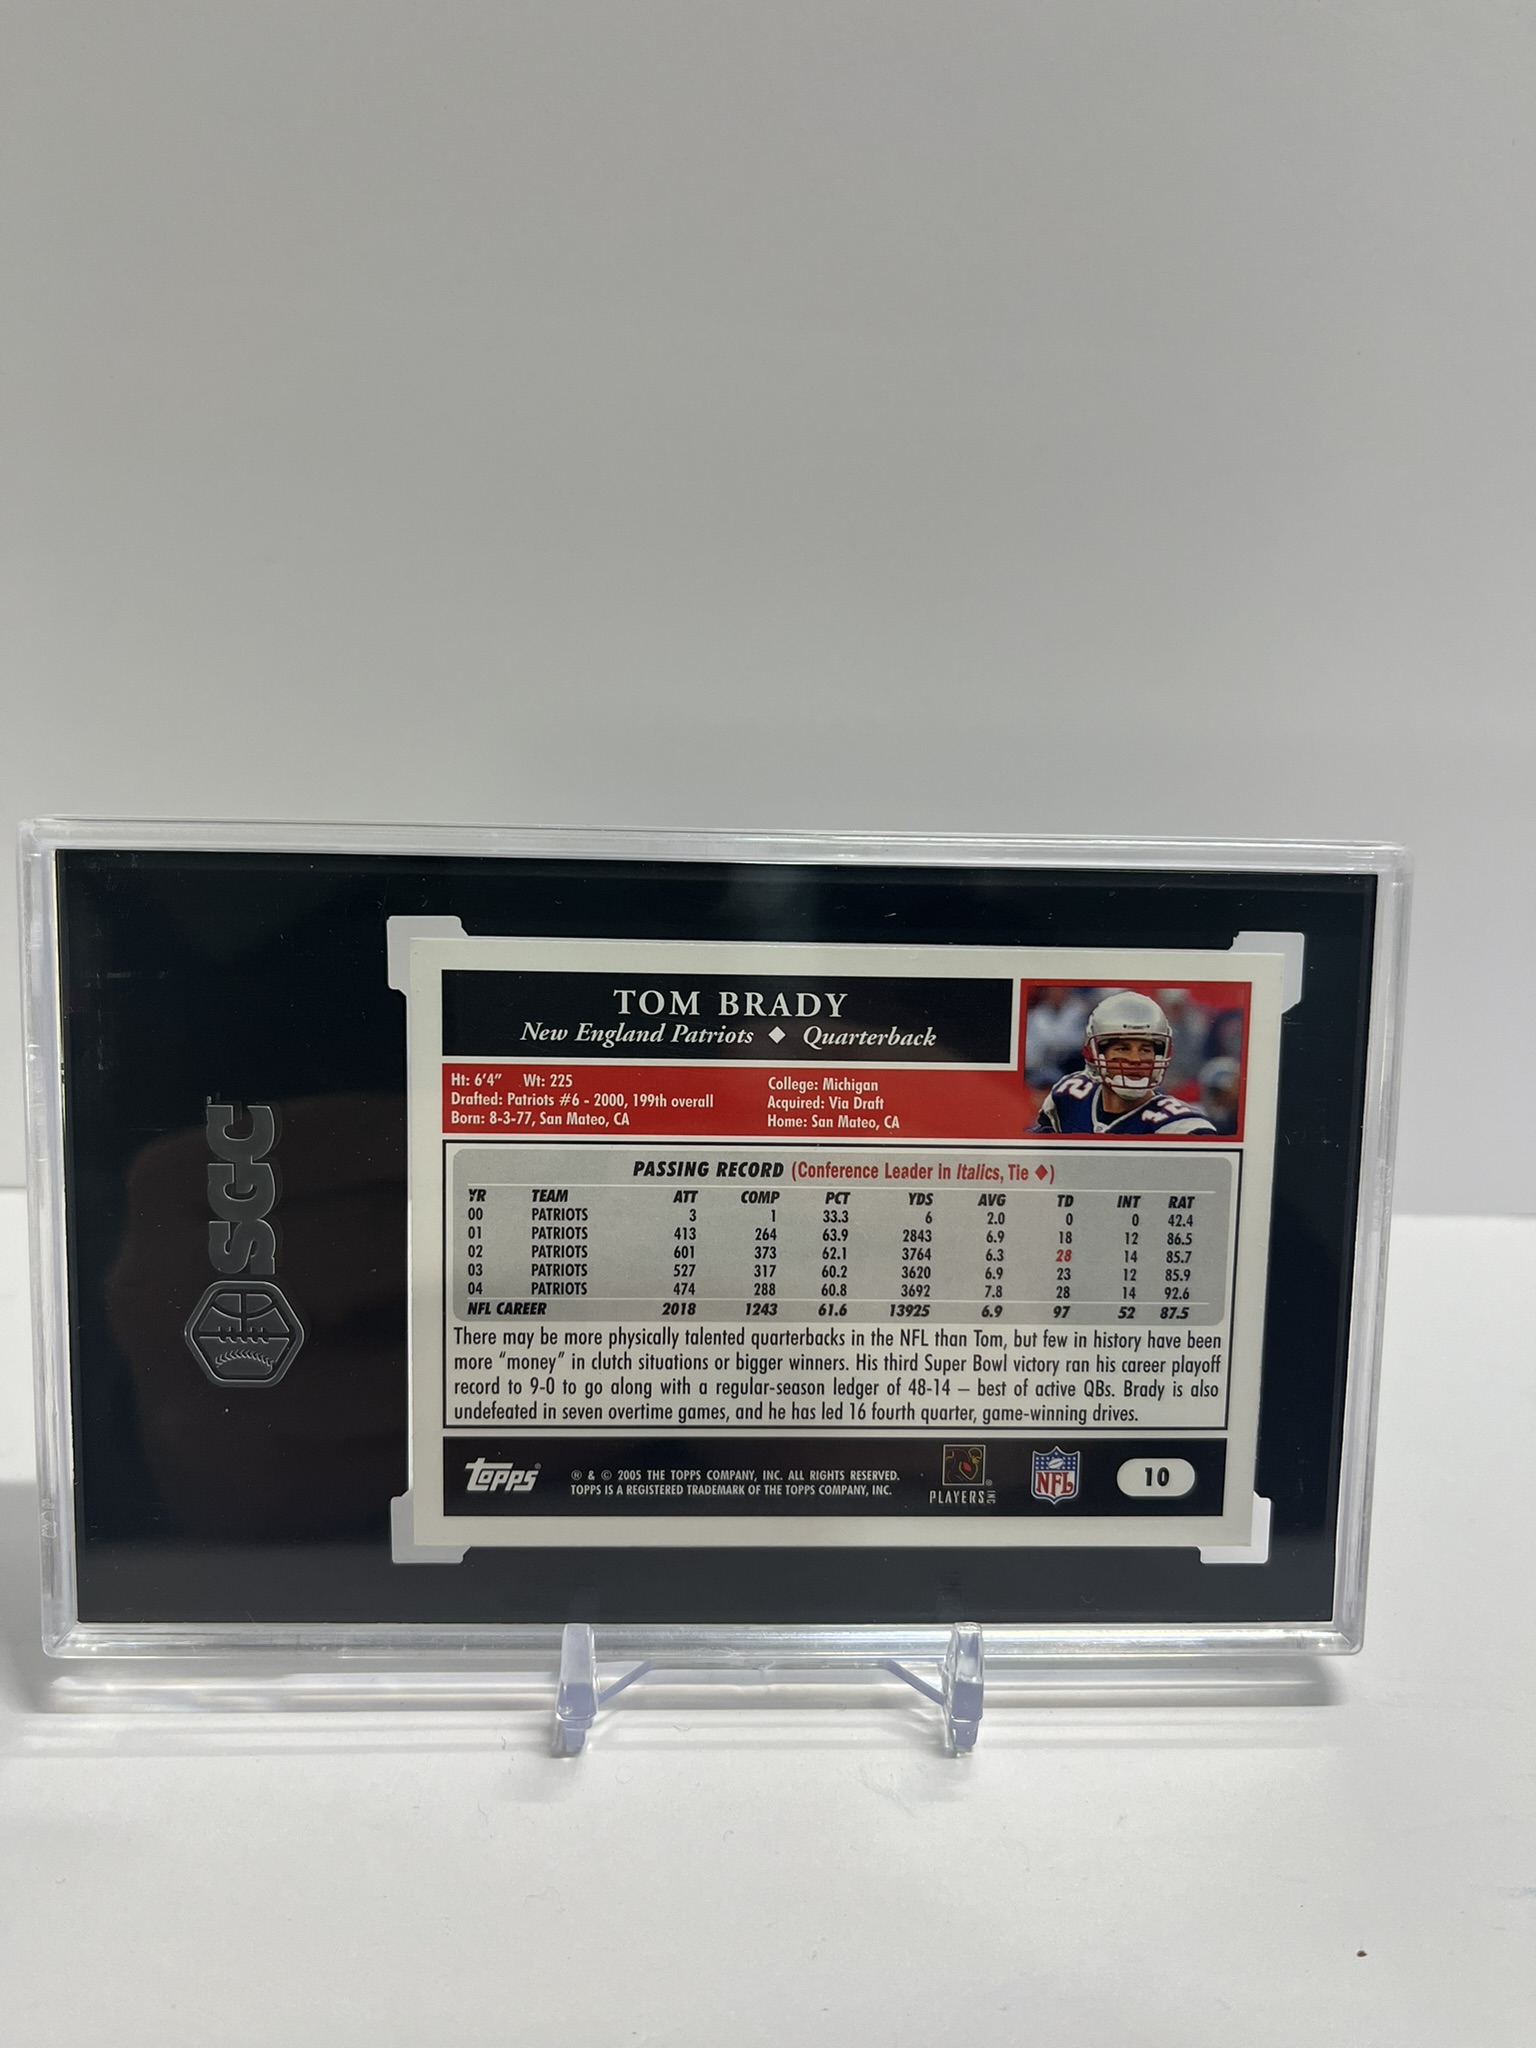 SGC
TOM BRADY
New England Patriots ◆ Quarterback
Ht: 6'4" Wt: 225
Drafted: Patriots #6 - 2000, 199th overall
Born: 8-3-77, San Mateo, CA
College: Michigan
Acquired: Via Draft
Home: San Mateo, CA
12
PASSING RECORD (Conference Leader in Italics, Tie ◆)
YR TEAM ATT COMP PCT YDS AVG TD INT RAT
00 PATRIOTS 3 1 33.3 6 2.0 0 0 42.4
01 PATRIOTS 413 264 63.9 2843 6.9 18 12 86.5
02 PATRIOTS 601 373 62.1 3764 6.3 28 14 85.7
03 PATRIOTS 527 317 60.2 3620 6.9 23 12 85.9
04 PATRIOTS 474 288 60.8 3692 7.8 28 14 92.6
NFL CAREER 2018 1243 61.6 13925 6.9 97 52 87.5
There may be more physically talented quarterbacks in the NFL than Tom, but few in history have been
more "money" in clutch situations or bigger winners. His third Super Bowl victory ran his career playoff
record to 9-0 to go along with a regular-season ledger of 48-14 – best of active QBs. Brady is also
undefeated in seven overtime games, and he has led 16 fourth quarter, game-winning drives.
topps®
® & © 2005 THE TOPPS COMPANY, INC. ALL RIGHTS RESERVED.
TOPPS IS A REGISTERED TRADEMARK OF THE TOPPS COMPANY, INC.
PLAYERS INC
NFL
10